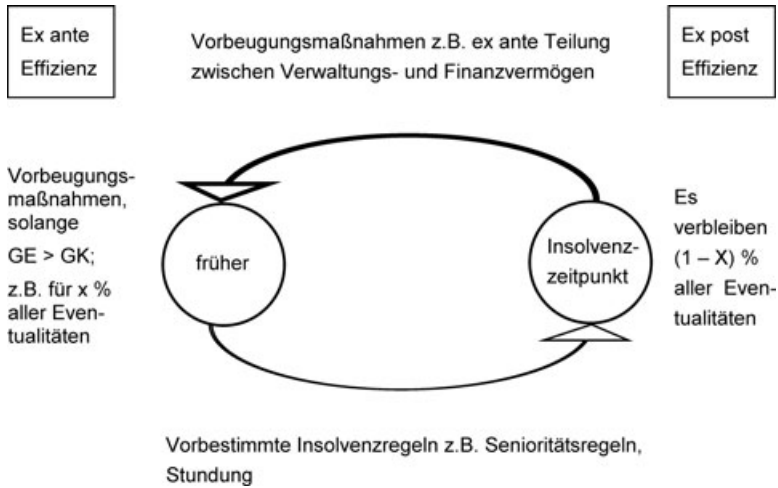 Ex ante
Effizienz
Vorbeugungsmaßnahmen z.B. ex ante Teilung
zwischen Verwaltungs- und Finanzvermögen
Ex post
Effizienz
Vorbeugungs-
maßnahmen,
solange
GE > GK;
z.B. für x %
aller Even-
tualitäten
früher
Insolvenz-
zeitpunkt
Es
verbleiben
(1 – X) %
aller Even-
tualitäten
Vorbestimmte Insolvenzregeln z.B. Senioritätsregeln,
Stundung